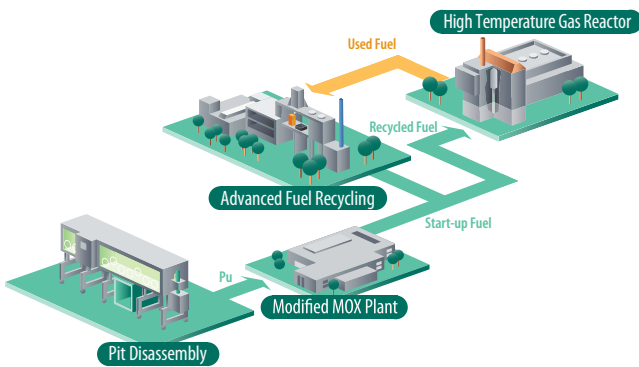 High Temperature Gas Reactor
Used Fuel
Recycled Fuel
Advanced Fuel Recycling
Start-up Fuel
Pu
Modified MOX Plant
Pit Disassembly